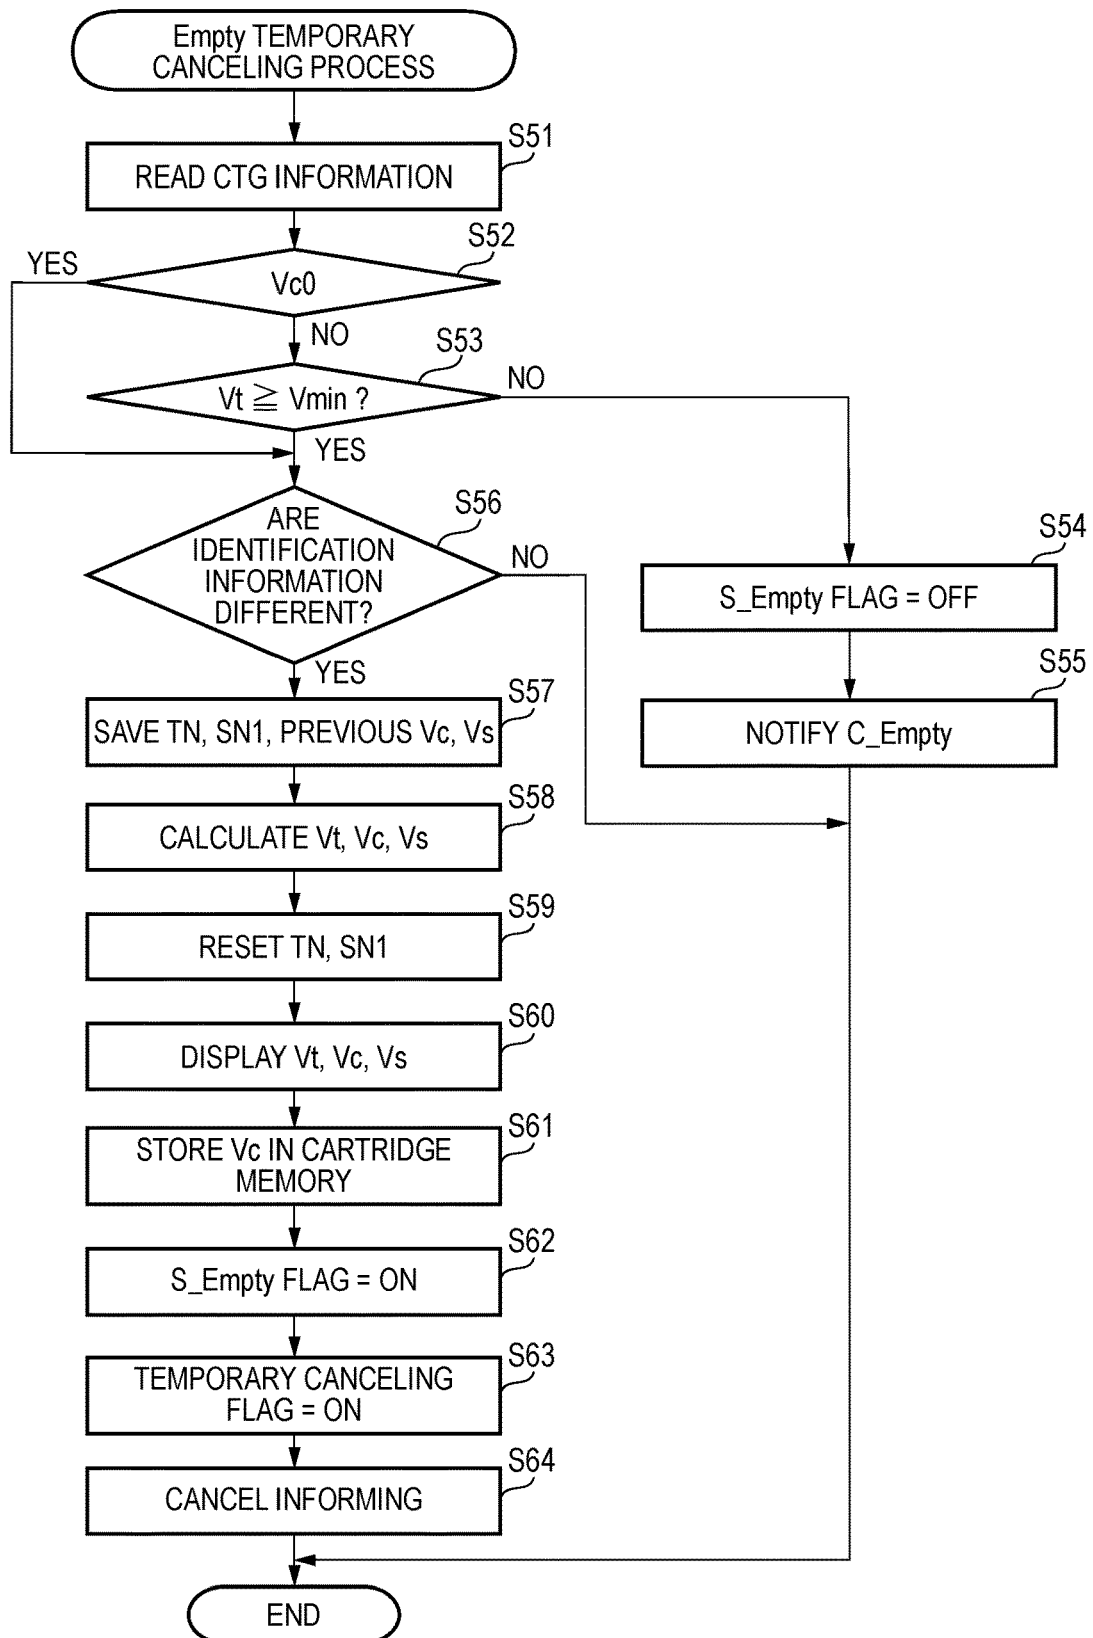 Empty TEMPORARY
CANCELING PROCESS
S51
READ CTG INFORMATION
S52
YES
Vc0
NO
S53
Vt ≧ Vmin ?
NO
YES
S56
ARE
IDENTIFICATION
INFORMATION
DIFFERENT?
NO
YES
S54
S_Empty FLAG = OFF
S55
NOTIFY C_Empty
S57
SAVE TN, SN1, PREVIOUS Vc, Vs
S58
CALCULATE Vt, Vc, Vs
S59
RESET TN, SN1
S60
DISPLAY Vt, Vc, Vs
S61
STORE Vc IN CARTRIDGE
MEMORY
S62
S_Empty FLAG = ON
S63
TEMPORARY CANCELING
FLAG = ON
S64
CANCEL INFORMING
END